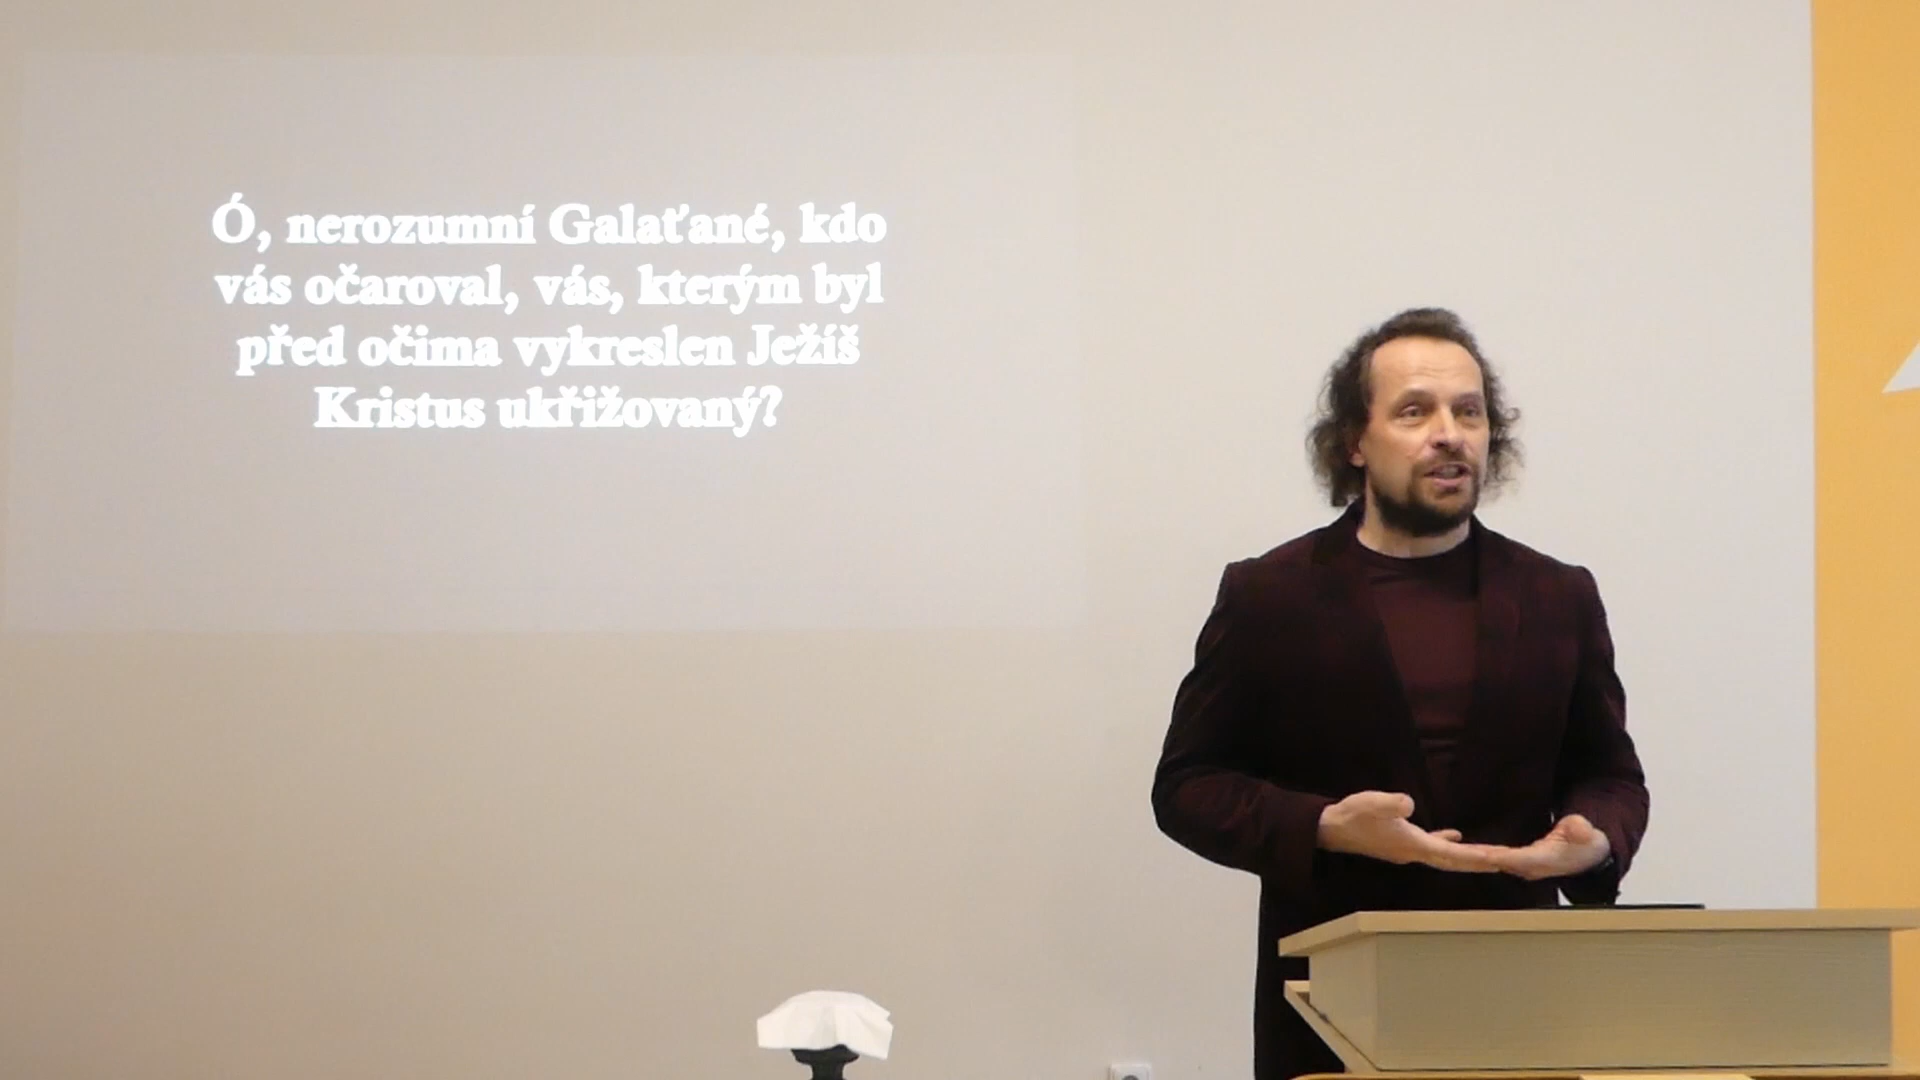 Ó, nerozumní Galaťané, kdo
vás očaroval, vás, kterým byl
před očima vykreslen Ježíš
Kristus ukřižovaný?